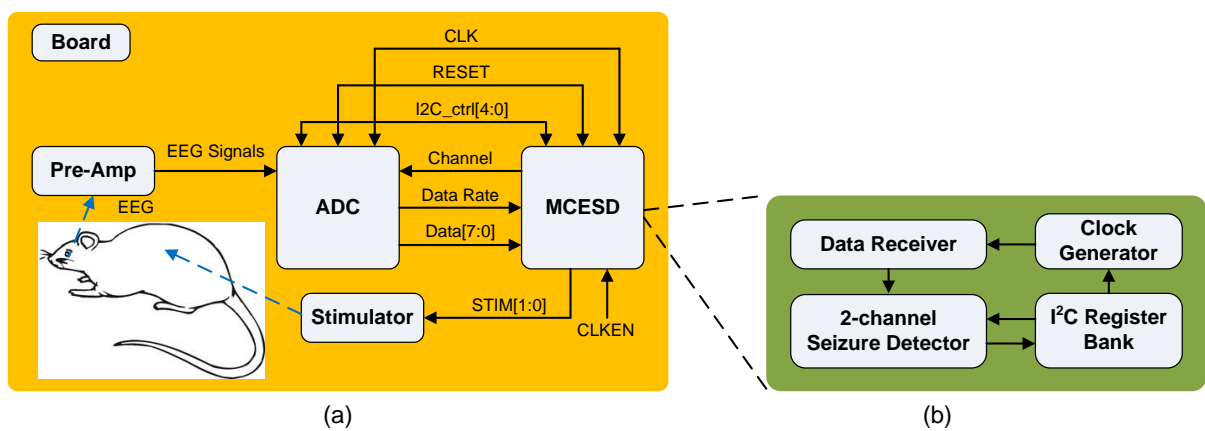 Board
CLK
RESET
I2C_ctrl[4:0]
EEG Signals
Pre-Amp
EEG
ADC
Channel
Data Rate
Data[7:0]
MCESD
STIM[1:0]
CLKEN
Stimulator
(a)
Data Receiver
Clock
Generator
2-channel
Seizure Detector
I²C Register
Bank
(b)